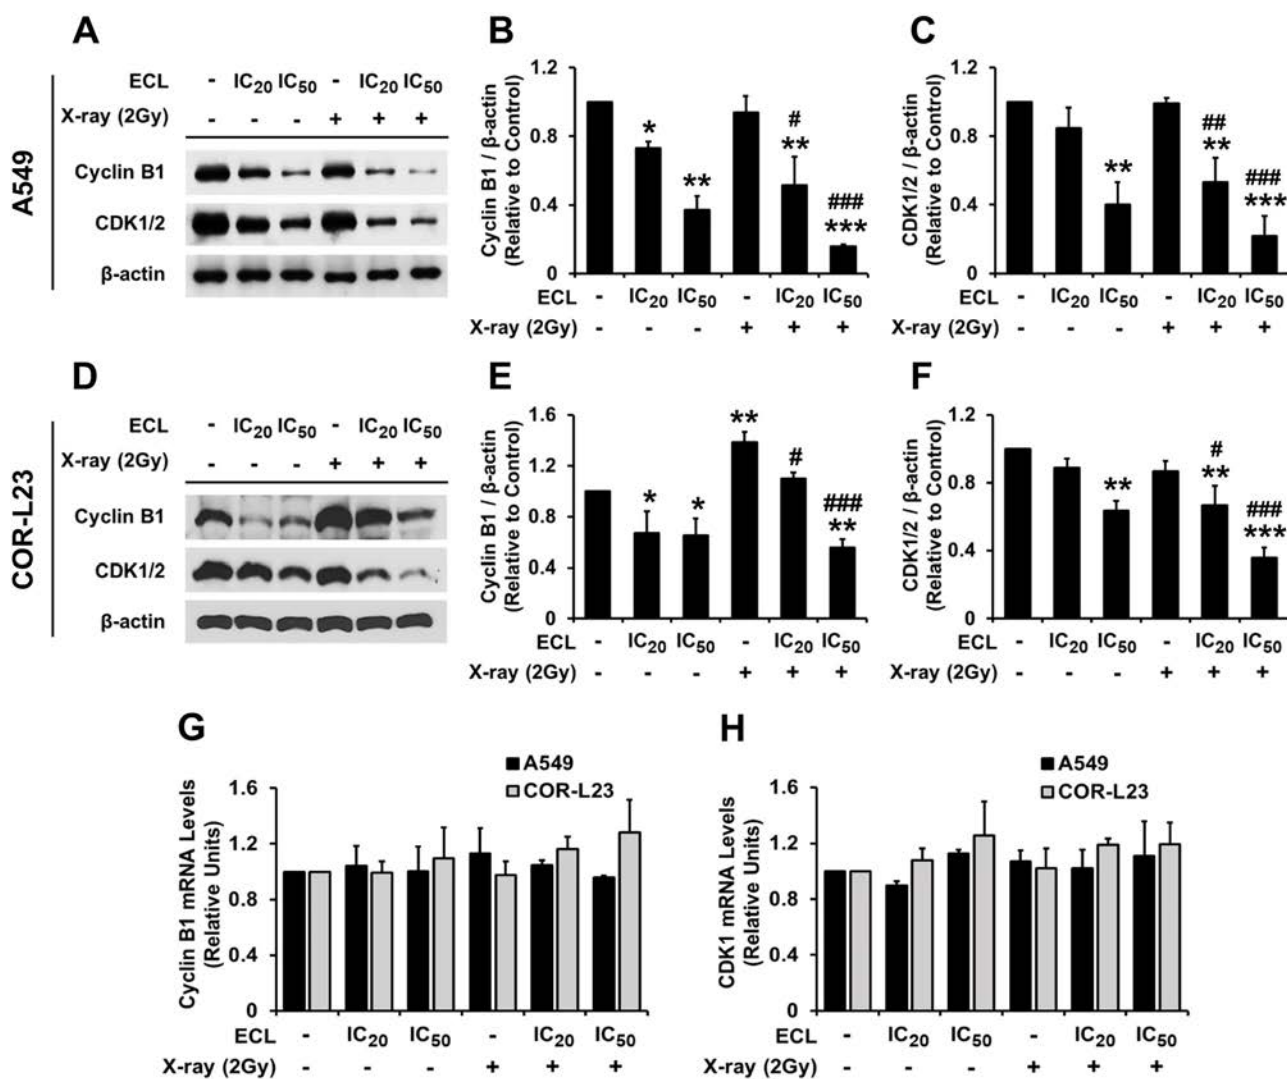 A
A549
ECL - IC20 IC50 - IC20 IC50
X-ray (2Gy) - - - + + +
Cyclin B1
CDK1/2
β-actin
B
Cyclin B1 / β-actin
(Relative to Control)
1.2
0.8
0.4
0
* ** # ** ### ***
ECL - IC20 IC50 - IC20 IC50
X-ray (2Gy) - - - + + +
C
CDK1/2 / β-actin
(Relative to Control)
1.2
0.8
0.4
0
** ## ** ### ***
ECL - IC20 IC50 - IC20 IC50
X-ray (2Gy) - - - + + +
D
COR-L23
ECL - IC20 IC50 - IC20 IC50
X-ray (2Gy) - - - + + +
Cyclin B1
CDK1/2
β-actin
E
Cyclin B1 / β-actin
(Relative to Control)
1.6
1.2
0.8
0.4
0
* * ** # ### **
ECL - IC20 IC50 - IC20 IC50
X-ray (2Gy) - - - + + +
F
CDK1/2 / β-actin
(Relative to Control)
1.2
0.8
0.4
0
** # ** ### ***
ECL - IC20 IC50 - IC20 IC50
X-ray (2Gy) - - - + + +
G
Cyclin B1 mRNA Levels
(Relative Units)
1.6
1.2
0.8
0.4
0
A549
COR-L23
ECL - IC20 IC50 - IC20 IC50
X-ray (2Gy) - - - + + +
H
CDK1 mRNA Levels
(Relative Units)
1.6
1.2
0.8
0.4
0
A549
COR-L23
ECL - IC20 IC50 - IC20 IC50
X-ray (2Gy) - - - + + +